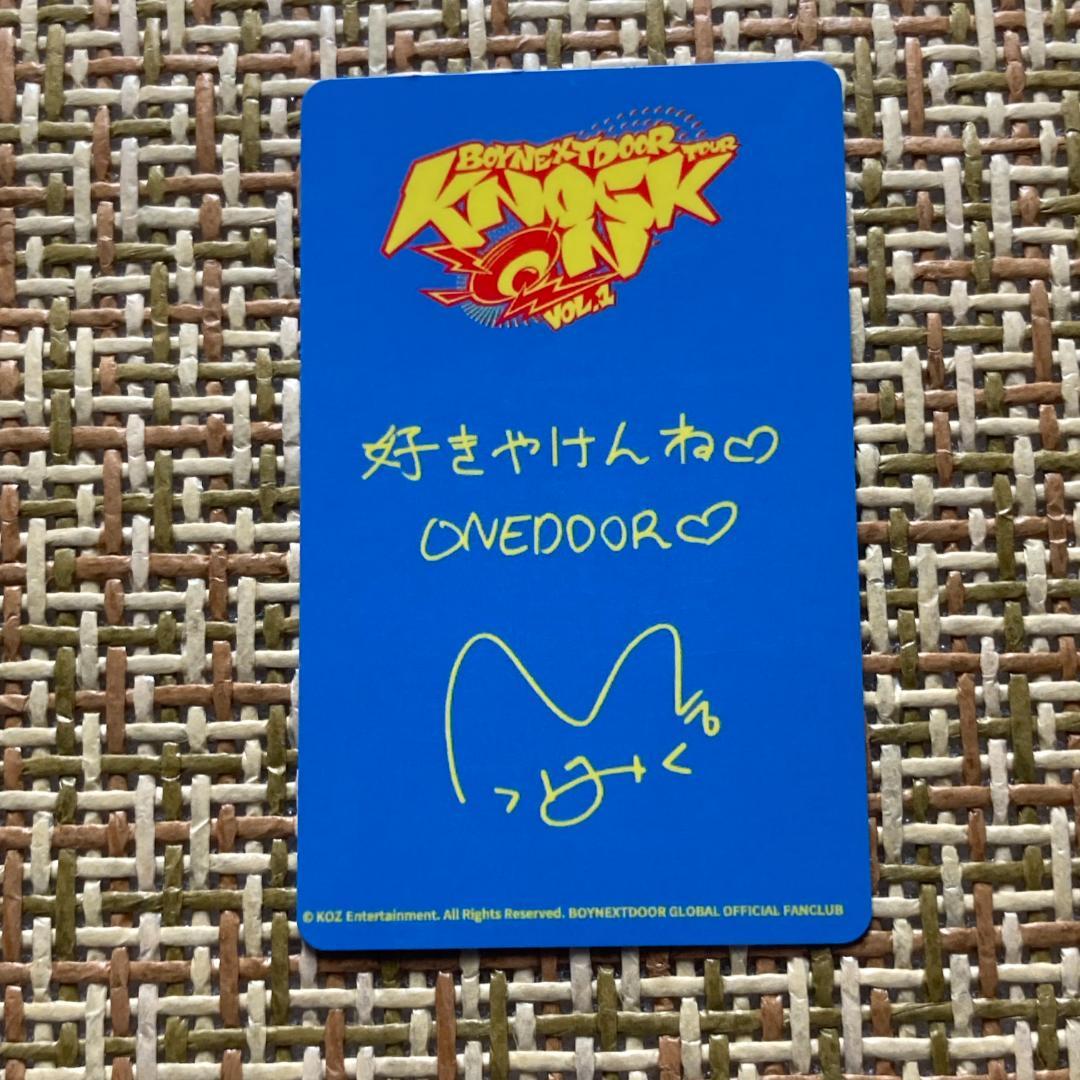 BOYNEXTDOOR TOUR
KNOCK
ON
VOL.1
好きやけんね♡
ONEDOOR♡
© KOZ Entertainment. All Rights Reserved. BOYNEXTDOOR GLOBAL OFFICIAL FANCLUB